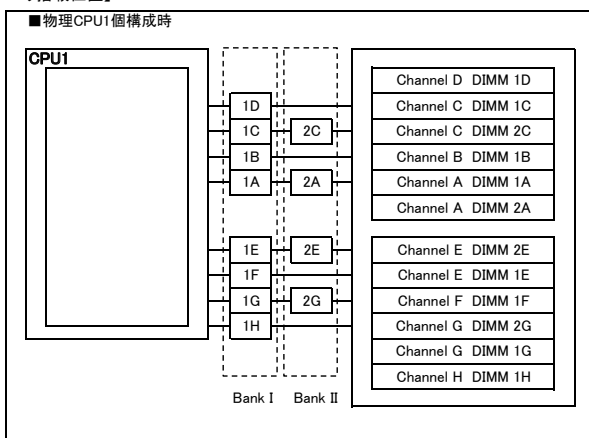 ■物理CPU1個構成時
CPU1
1D
1C 2C
1B
1A 2A
1E 2E
1F
1G 2G
1H
Bank I Bank II
Channel D DIMM 1D
Channel C DIMM 1C
Channel C DIMM 2C
Channel B DIMM 1B
Channel A DIMM 1A
Channel A DIMM 2A
Channel E DIMM 2E
Channel E DIMM 1E
Channel F DIMM 1F
Channel G DIMM 2G
Channel G DIMM 1G
Channel H DIMM 1H